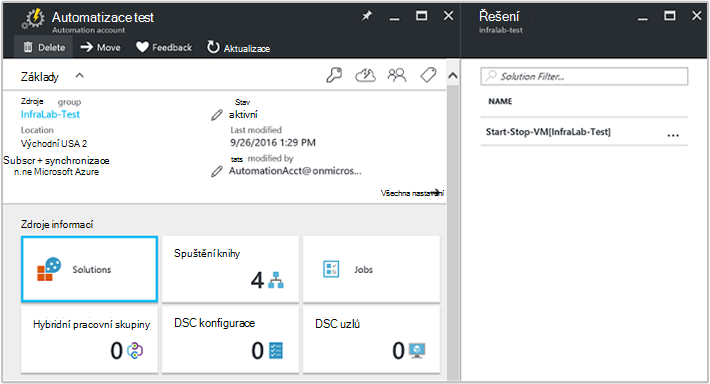 Automatizace test
Automation account
Delete
Move
Feedback
Aktualizace
Základy
Zdroje group
InfraLab-Test
Location
Východní USA 2
Subscr + synchronizace
n.ne Microsoft Azure
Stav
aktivní
Last modified
9/26/2016 1:29 PM
tats modified by
AutomationAcct@onmicros...
Všechna nastavení
Zdroje informací
Solutions
Spuštění knihy
4
Jobs
Hybridní pracovní skupiny
0
DSC konfigurace
0
DSC uzlů
0
Řešení
infralab-test
Solution Filter...
NAME
Start-Stop-VM[InfraLab-Test]
...